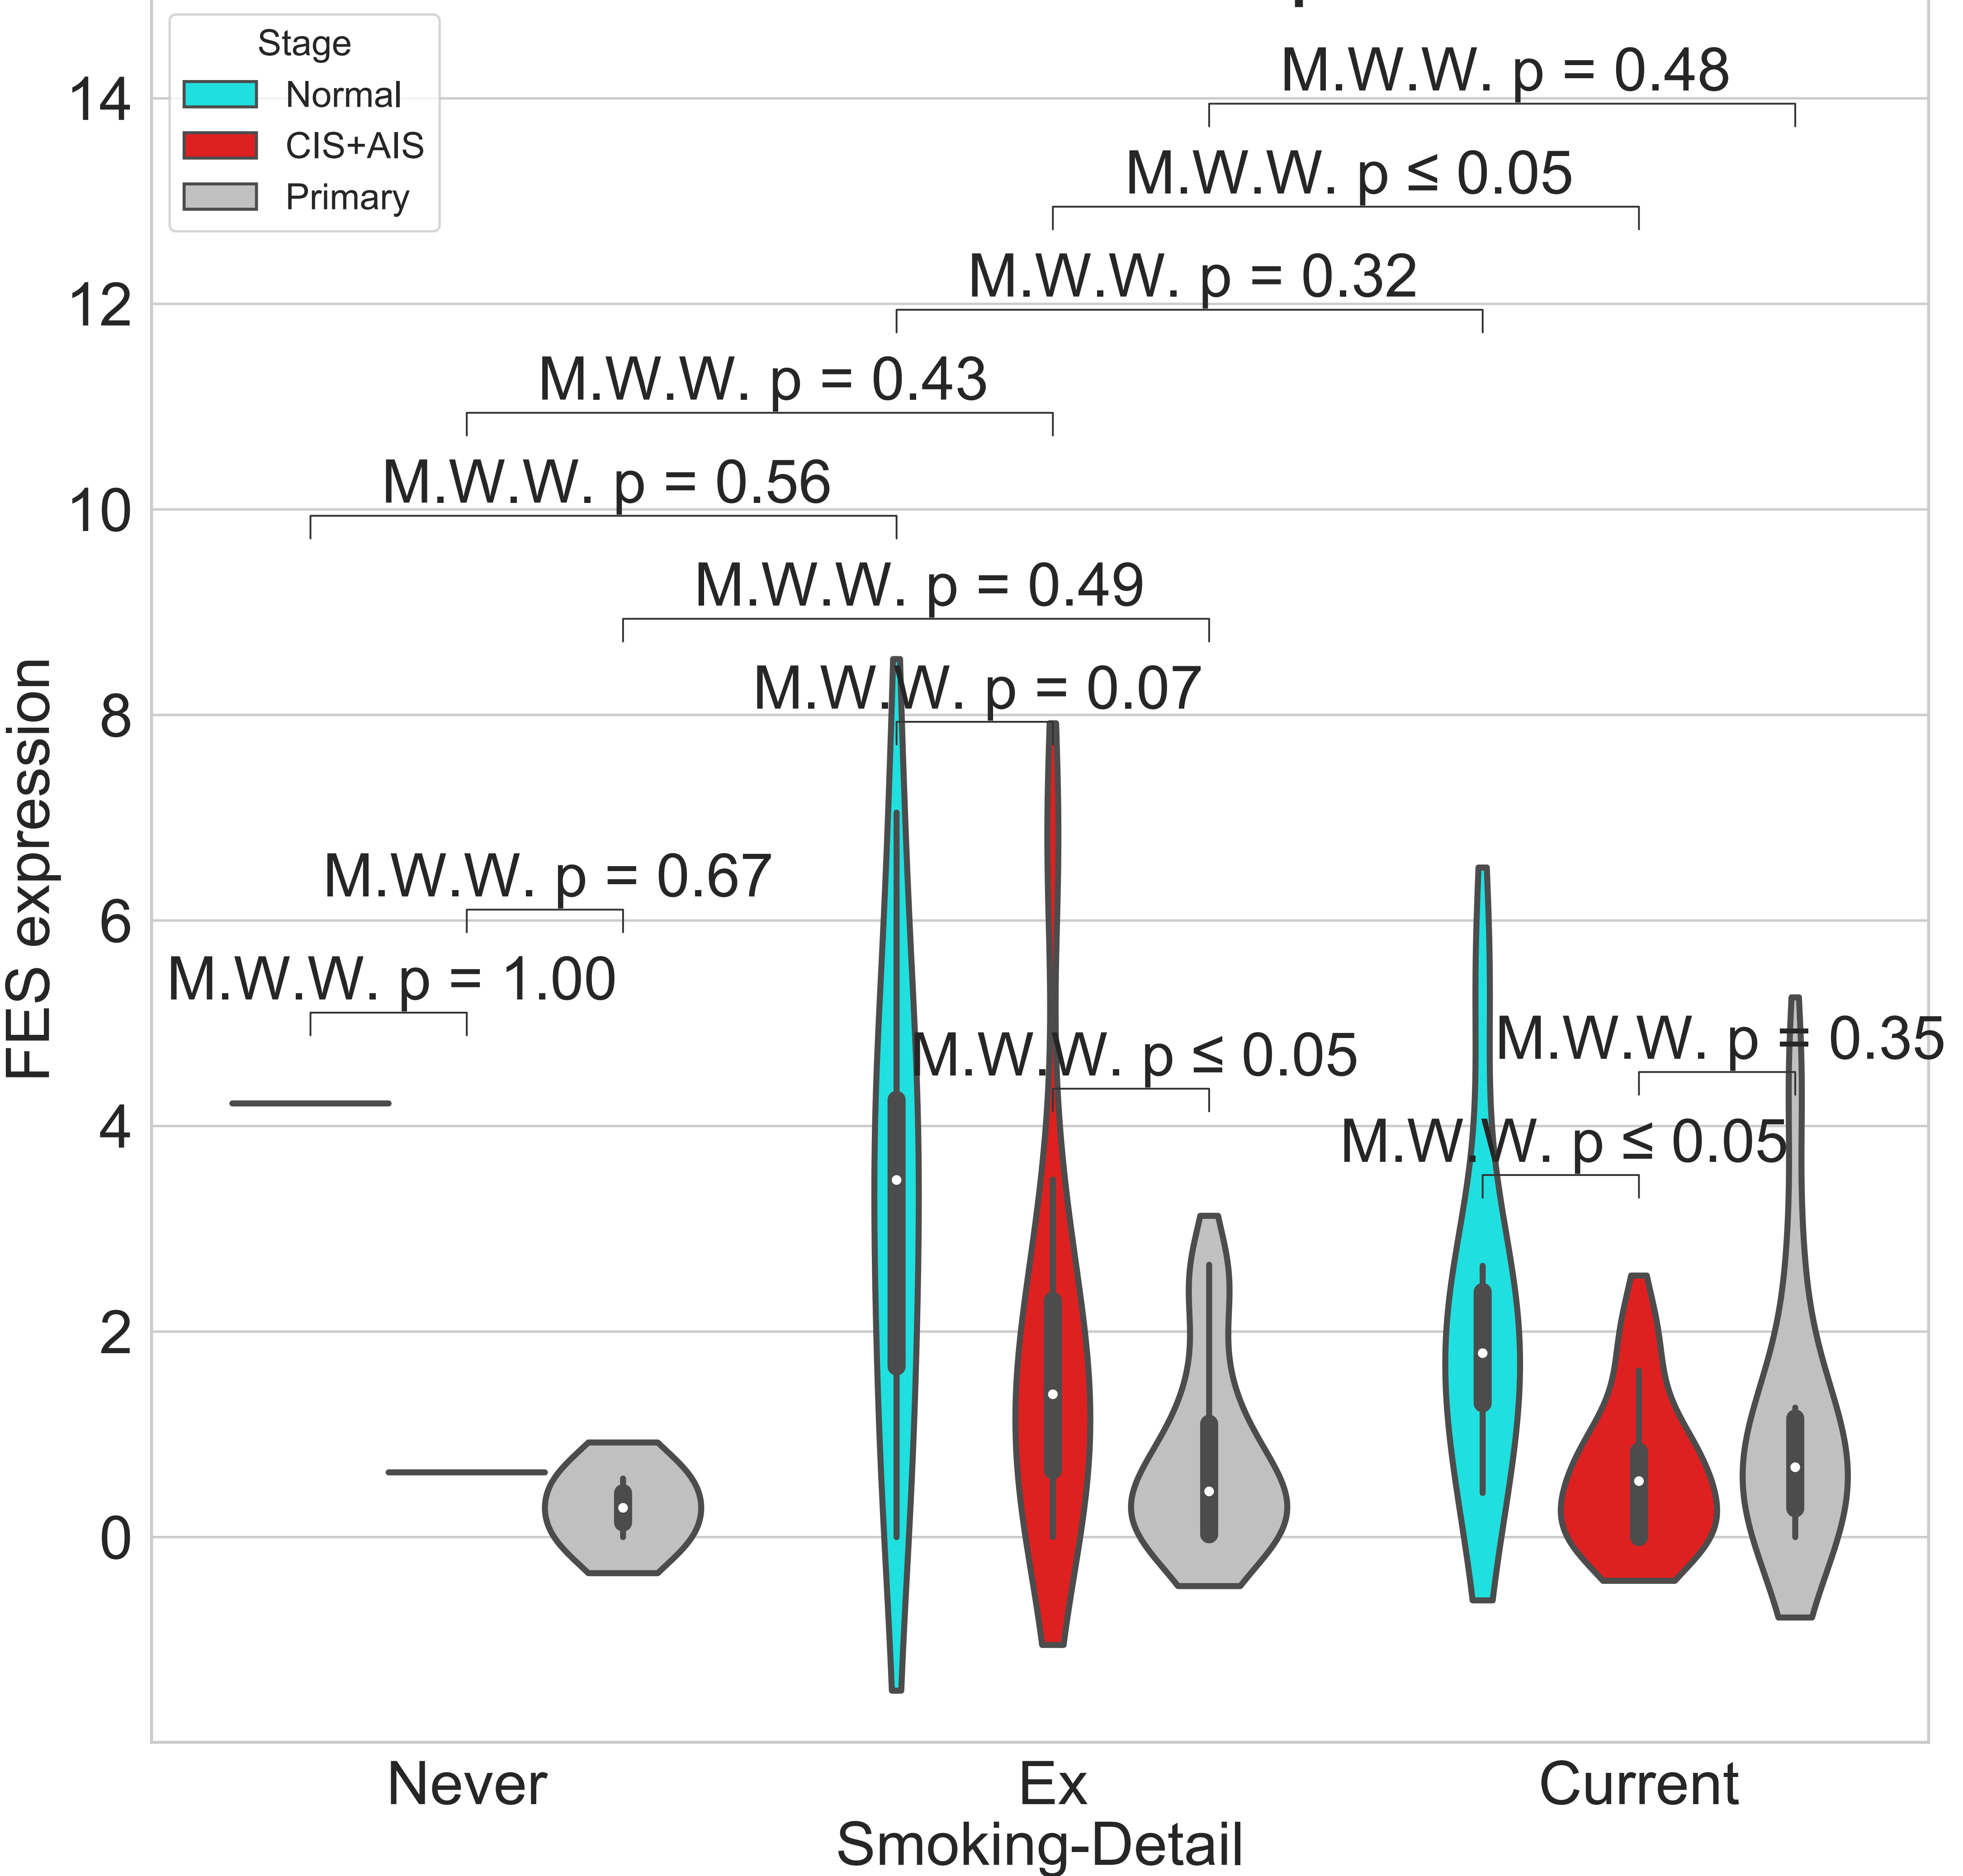 Stage
Normal
CIS+AIS
Primary
M.W.W. p = 0.48
M.W.W. p ≤ 0.05
M.W.W. p = 0.32
M.W.W. p = 0.43
M.W.W. p = 0.56
M.W.W. p = 0.49
M.W.W. p = 0.07
M.W.W. p = 0.67
M.W.W. p = 1.00
M.W.W. p ≤ 0.05
M.W.W. p = 0.35
M.W.W. p ≤ 0.05
14
12
10
8
6
4
2
0
FES expression
Never
Ex
Current
Smoking-Detail